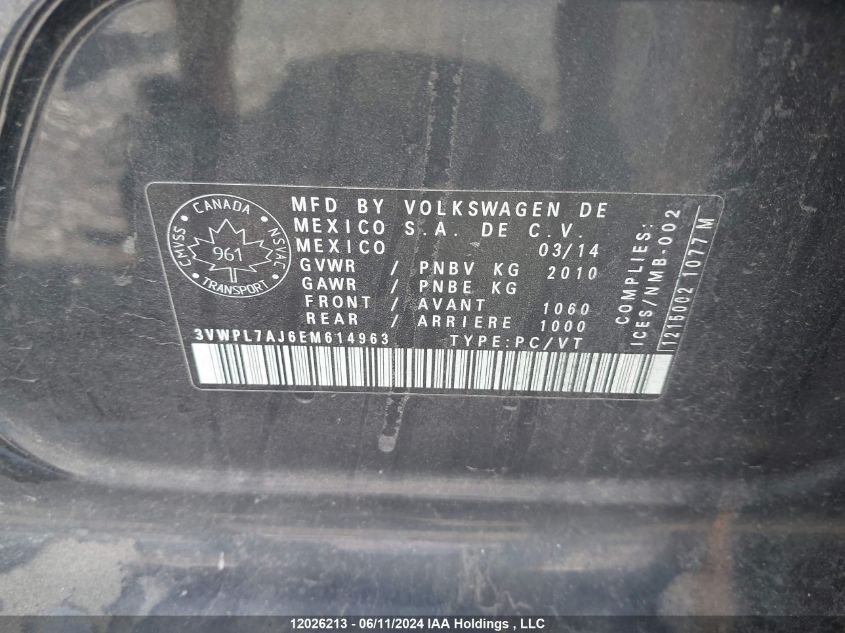 CANADA
CMVSS
NSVAC
961
TRANSPORT
MFD BY VOLKSWAGEN DE
MEXICO S.A. DE C.V.
MEXICO 03/14
GVWR / PNBV KG 2010
GAWR / PNBE KG
FRONT / AVANT 1060
REAR / ARRIERE 1000
3VWPL7AJ6EM614963 TYPE:PC/VT
COMPLIES:
ICES/NMB-002
1215002 1077 M
12026213 - 06/11/2024 IAA Holdings , LLC